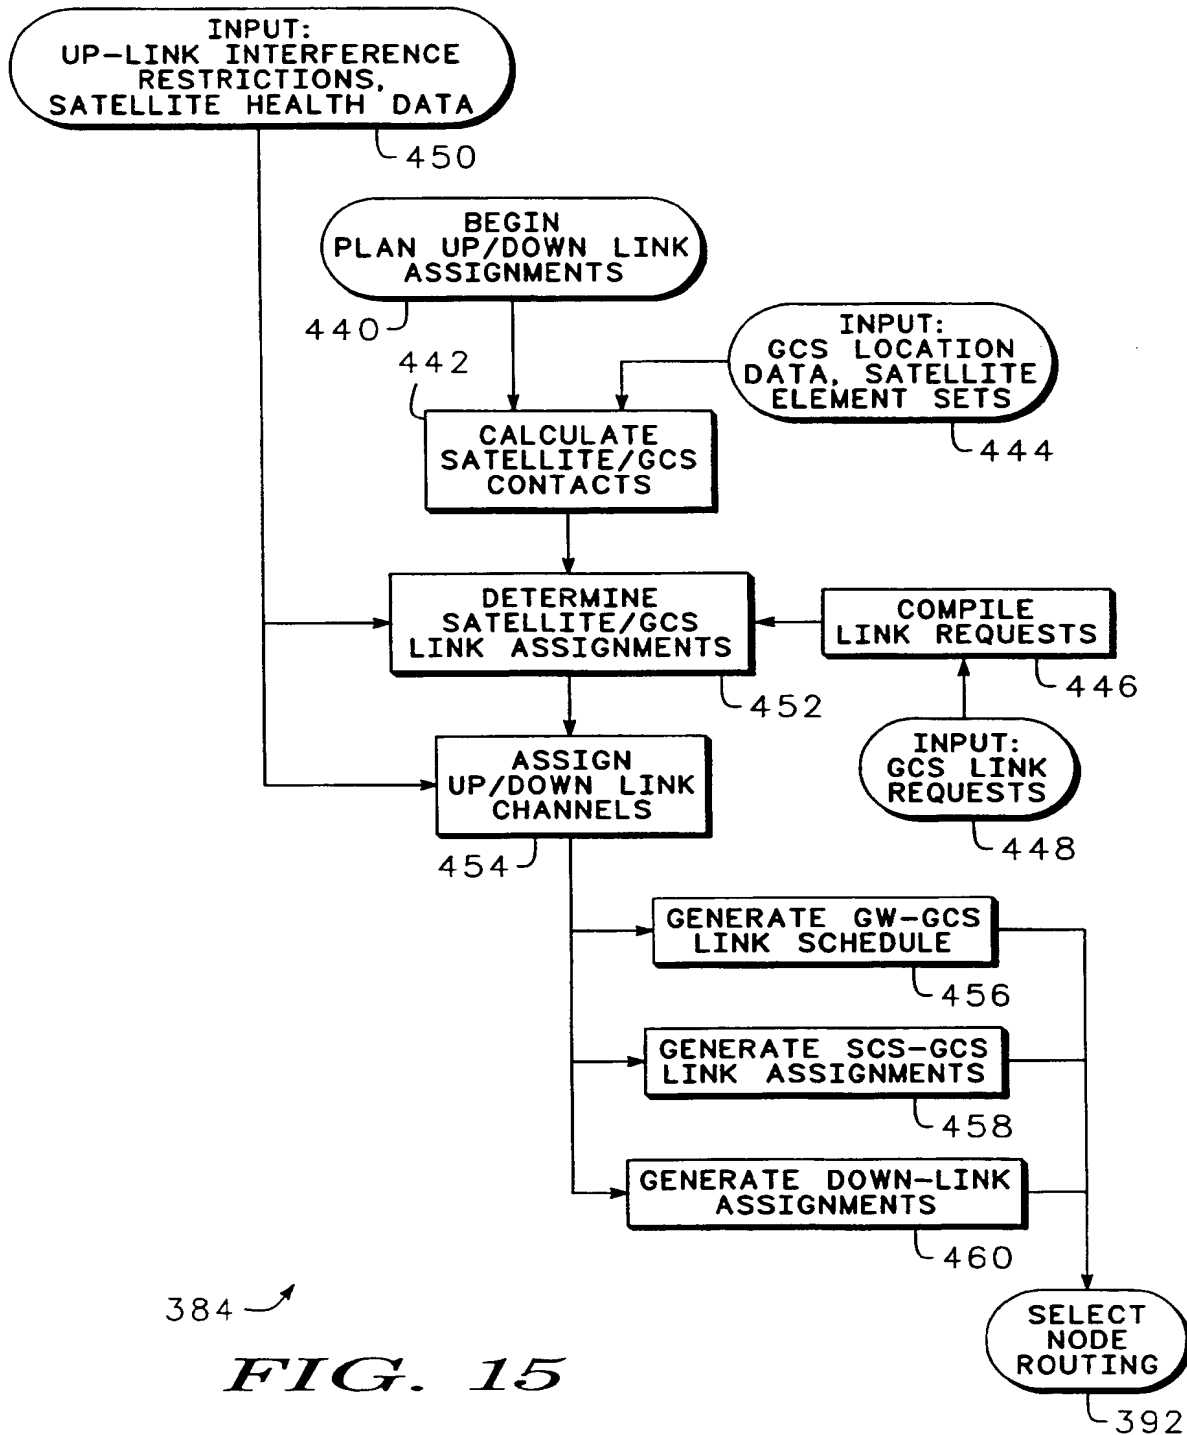 INPUT:
UP-LINK INTERFERENCE
RESTRICTIONS,
SATELLITE HEALTH DATA
450
BEGIN
PLAN UP/DOWN LINK
ASSIGNMENTS
440
INPUT:
GCS LOCATION
DATA, SATELLITE
ELEMENT SETS
444
442
CALCULATE
SATELLITE/GCS
CONTACTS
DETERMINE
SATELLITE/GCS
LINK ASSIGNMENTS
452
COMPILE
LINK REQUESTS
446
INPUT:
GCS LINK
REQUESTS
448
ASSIGN
UP/DOWN LINK
CHANNELS
454
GENERATE GW-GCS
LINK SCHEDULE
456
GENERATE SCS-GCS
LINK ASSIGNMENTS
458
GENERATE DOWN-LINK
ASSIGNMENTS
460
SELECT
NODE
ROUTING
392
384
FIG. 15